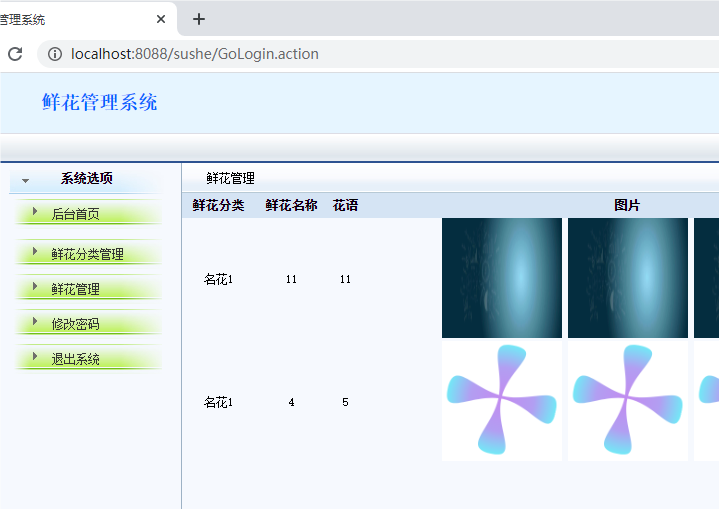 管理系统
localhost:8088/sushe/GoLogin.action
鲜花管理系统
系统选项
后台首页
鲜花分类管理
鲜花管理
修改密码
退出系统
鲜花管理
鲜花分类 鲜花名称 花语 图片
名花1 11 11
名花1 4 5